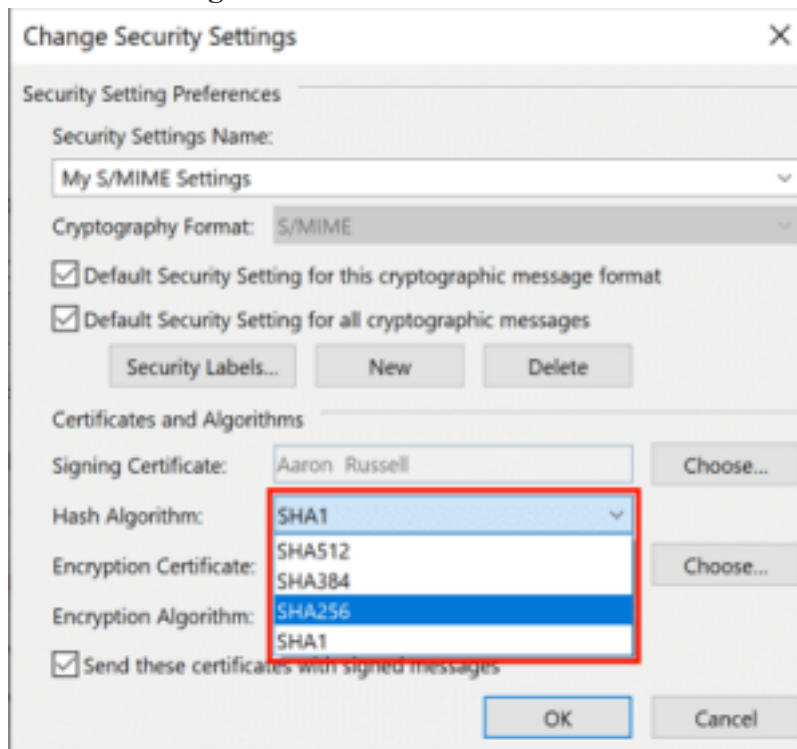 Change Security Settings
Security Setting Preferences
Security Settings Name:
My S/MIME Settings
Cryptography Format: S/MIME
Default Security Setting for this cryptographic message format
Default Security Setting for all cryptographic messages
Security Labels... New Delete
Certificates and Algorithms
Signing Certificate: Aaron Russell Choose...
Hash Algorithm: SHA1
SHA512
Encryption Certificate: Choose...
SHA384
Encryption Algorithm: SHA256
SHA1
Send these certificates with signed messages
OK Cancel